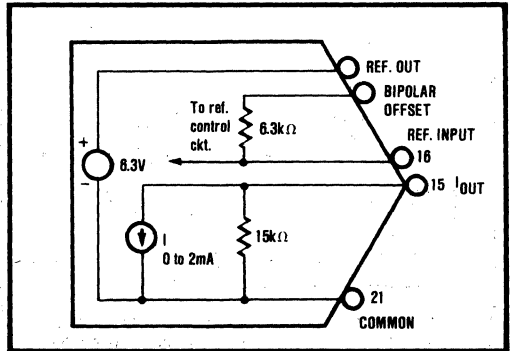 REF. OUT
BIPOLAR
OFFSET
To ref.
control
ckt.
6.3kΩ
REF. INPUT
16
+
6.3V
−
15 IOUT
I
0 to 2mA
15kΩ
21
COMMON